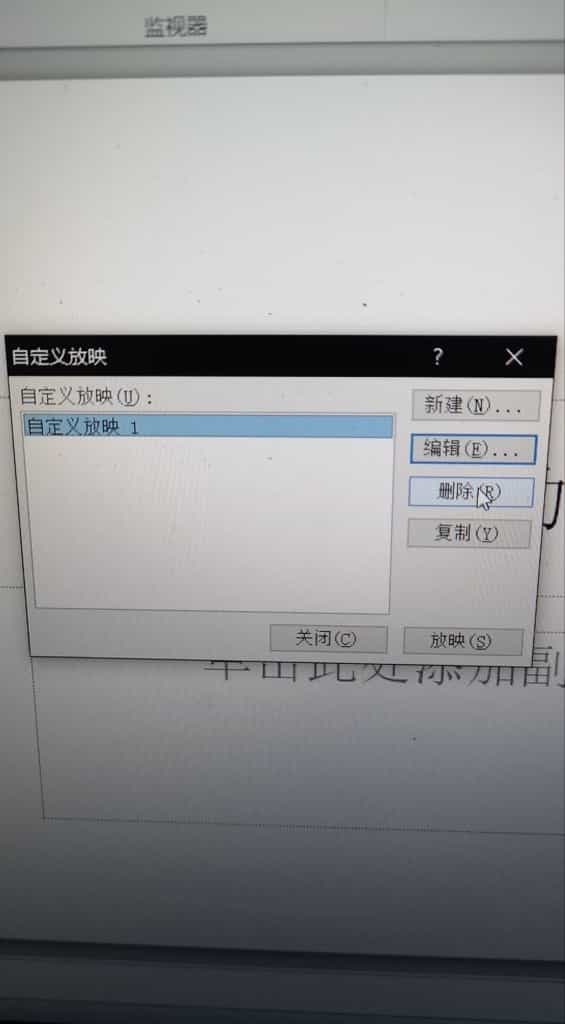 监视器
自定义放映
自定义放映(U)：
自定义放映 1
新建(N)...
编辑(E)...
删除(R)
复制(Y)
关闭(C)
放映(S)
单击此处添加副